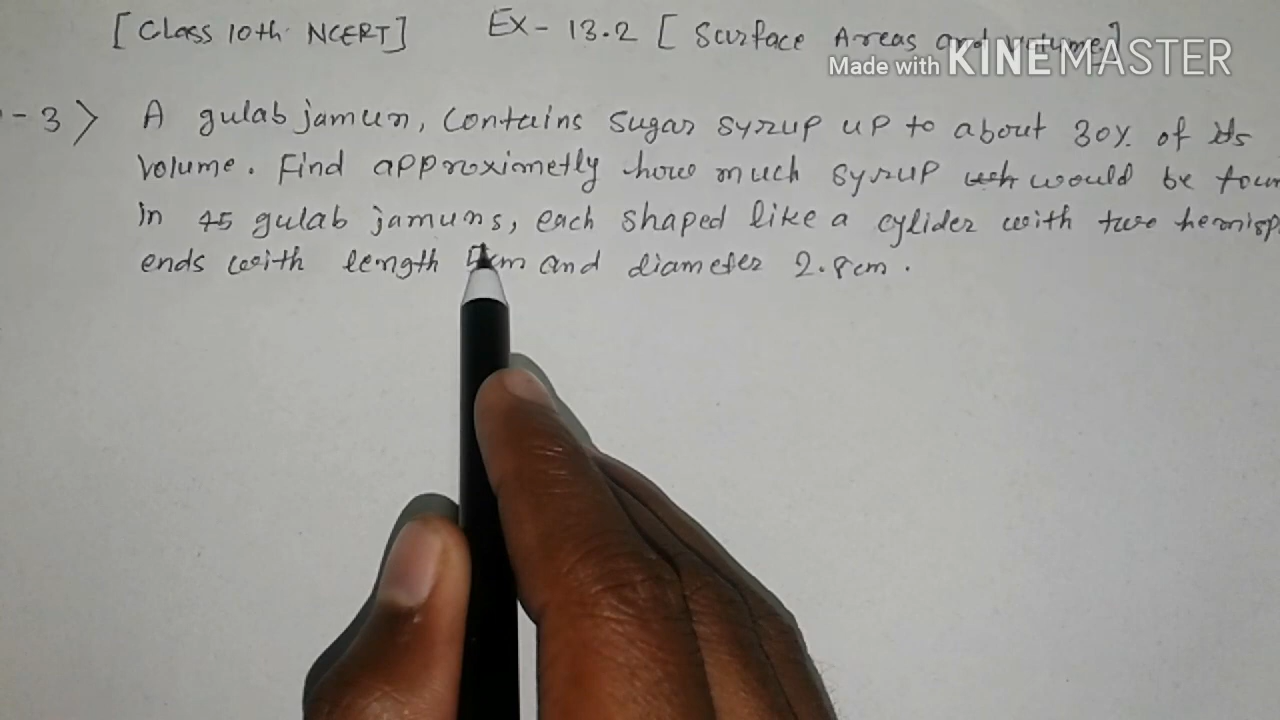 [Class 10th NCERT] Ex- 13.2 [Surface Areas and volume]
Made with KINEMASTER
- 3> A gulab jamun, contains sugar syrup up to about 30% of its
volume. Find approximetly how much syrup would be foun
in 45 gulab jamuns, each shaped like a cylider with two hemisp
ends with length 5cm and diameter 2.8cm.